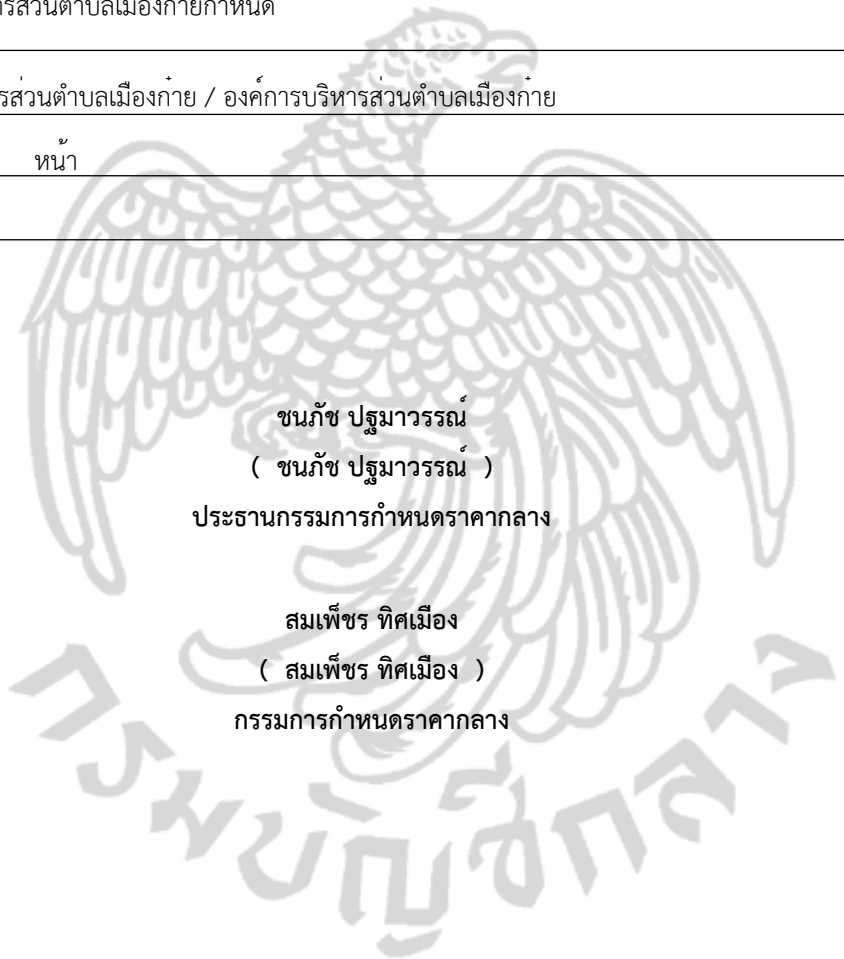 ารส่วนตำบลเมืองก๋ายกำหนด
รส่วนตำบลเมืองก๋าย / องค์การบริหารส่วนตำบลเมืองก๋าย
หน้า
ชนภัช ปฐมาวรรณ์
( ชนภัช ปฐมาวรรณ์ )
ประธานกรรมการกำหนดราคากลาง
สมเพ็ชร ทิศเมือง
( สมเพ็ชร ทิศเมือง )
กรรมการกำหนดราคากลาง
กรมบัญชีกลาง